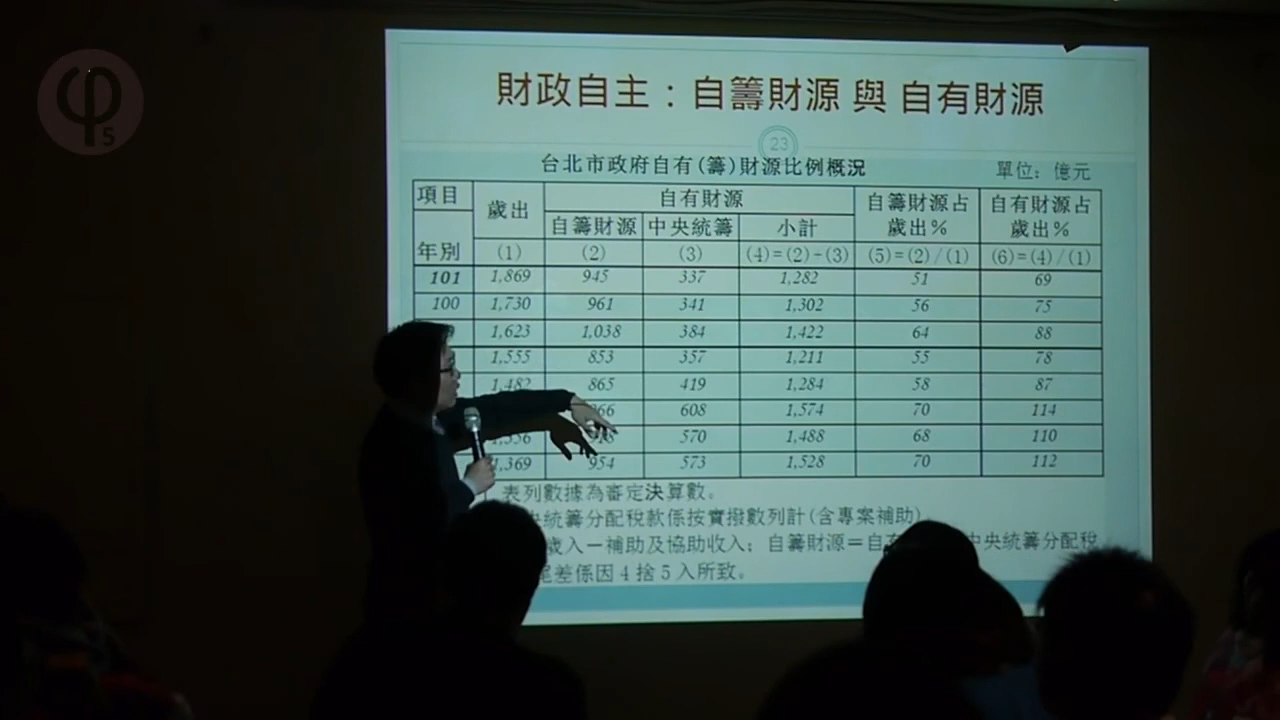 φ5
財政自主：自籌財源 與 自有財源
23
台北市政府自有(籌)財源比例概況 單位：億元
項目 歲出 自有財源 自籌財源占歲出% 自有財源占歲出%
自籌財源 中央統籌 小計
年別 (1) (2) (3) (4)=(2)+(3) (5)=(2)/(1) (6)=(4)/(1)
101 1,869 945 337 1,282 51 69
100 1,730 961 341 1,302 56 75
1,623 1,038 384 1,422 64 88
1,555 853 357 1,211 55 78
1,482 865 419 1,284 58 87
608 1,574 70 114
570 1,488 68 110
1,369 954 573 1,528 70 112
表列數據為審定決算數。
央統籌分配稅款係按實撥數列計(含專案補助)
歲入－補助及協助收入；自籌財源＝自 中央統籌分配稅
尾差係因4捨5入所致。